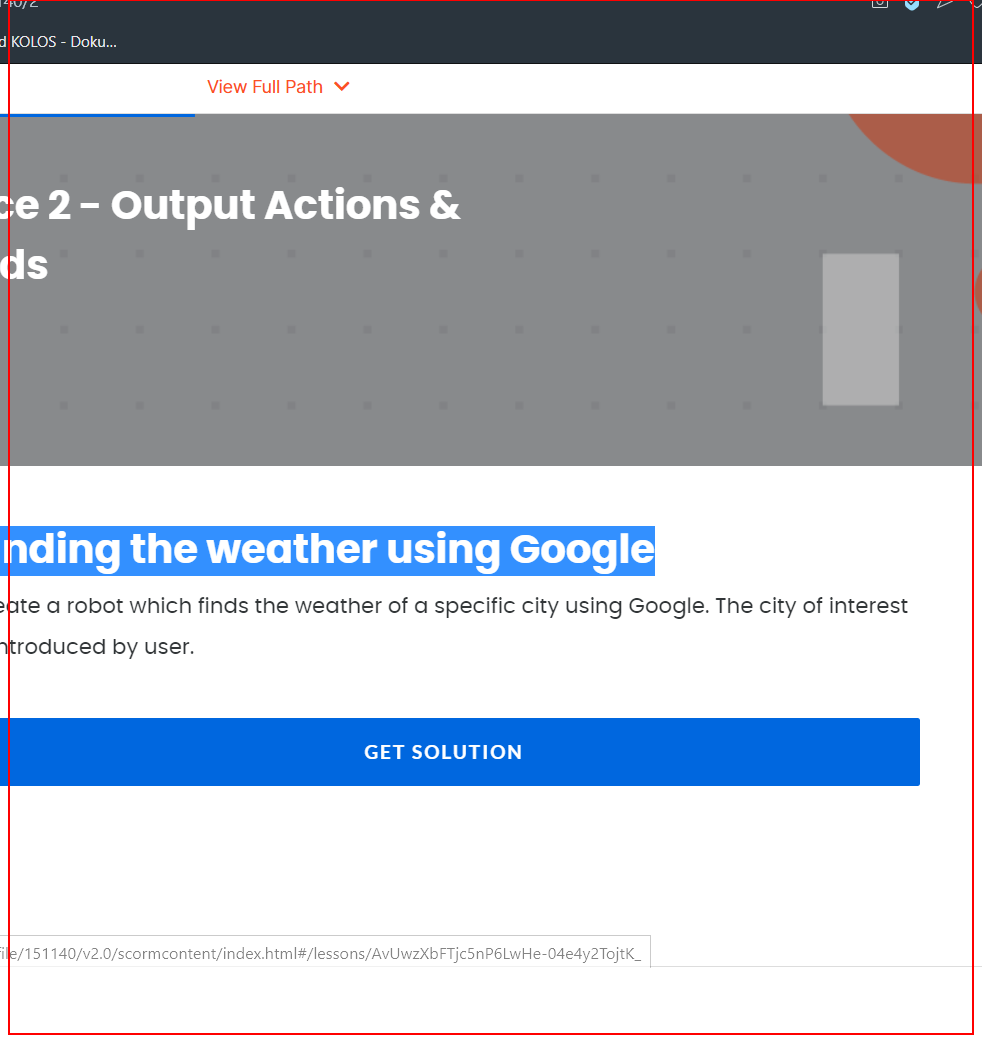 140/2
d KOLOS - Doku...
View Full Path
ce 2 - Output Actions &
ds
nding the weather using Google
eate a robot which finds the weather of a specific city using Google. The city of interest
ntroduced by user.
GET SOLUTION
file/151140/v2.0/scormcontent/index.html#/lessons/AvUwzXbFTjc5nP6LwHe-04e4y2TojtK_